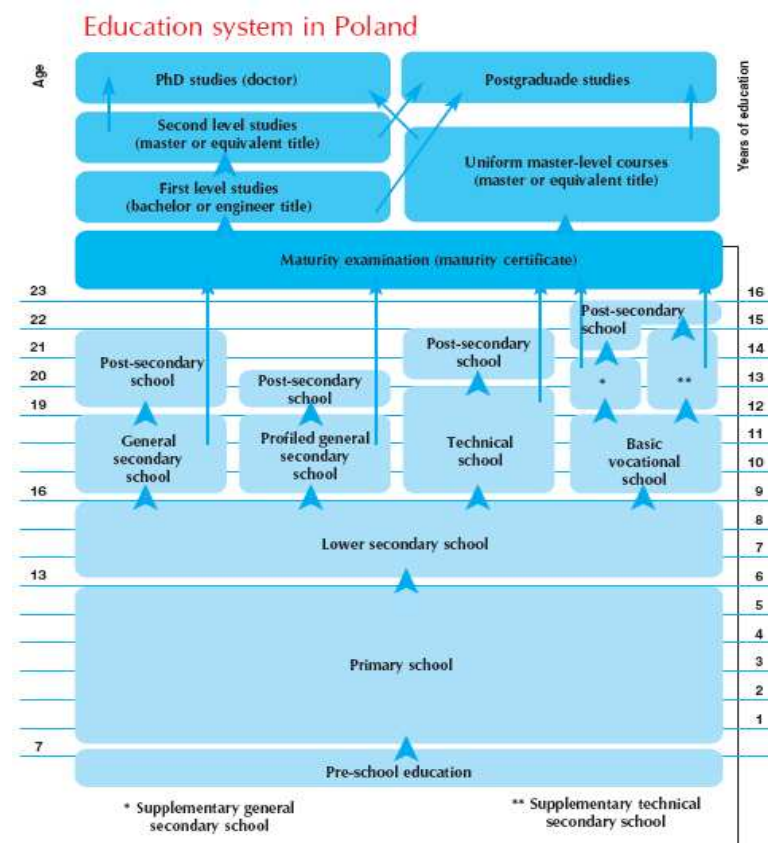 Education system in Poland
Age
Years of education
PhD studies (doctor)
Postgraduade studies
Second level studies
(master or equivalent title)
Uniform master-level courses
(master or equivalent title)
First level studies
(bachelor or engineer title)
Maturity examination (maturity certificate)
23
16
22
Post-secondary
school
15
21
Post-secondary
school
Post-secondary
school
14
20
Post-secondary
school
*
**
13
19
12
General
secondary
school
Profiled general
secondary
school
Technical
school
Basic
vocational
school
11
10
16
9
8
Lower secondary school
7
13
6
5
4
Primary school
3
2
1
7
Pre-school education
* Supplementary general
secondary school
** Supplementary technical
secondary school